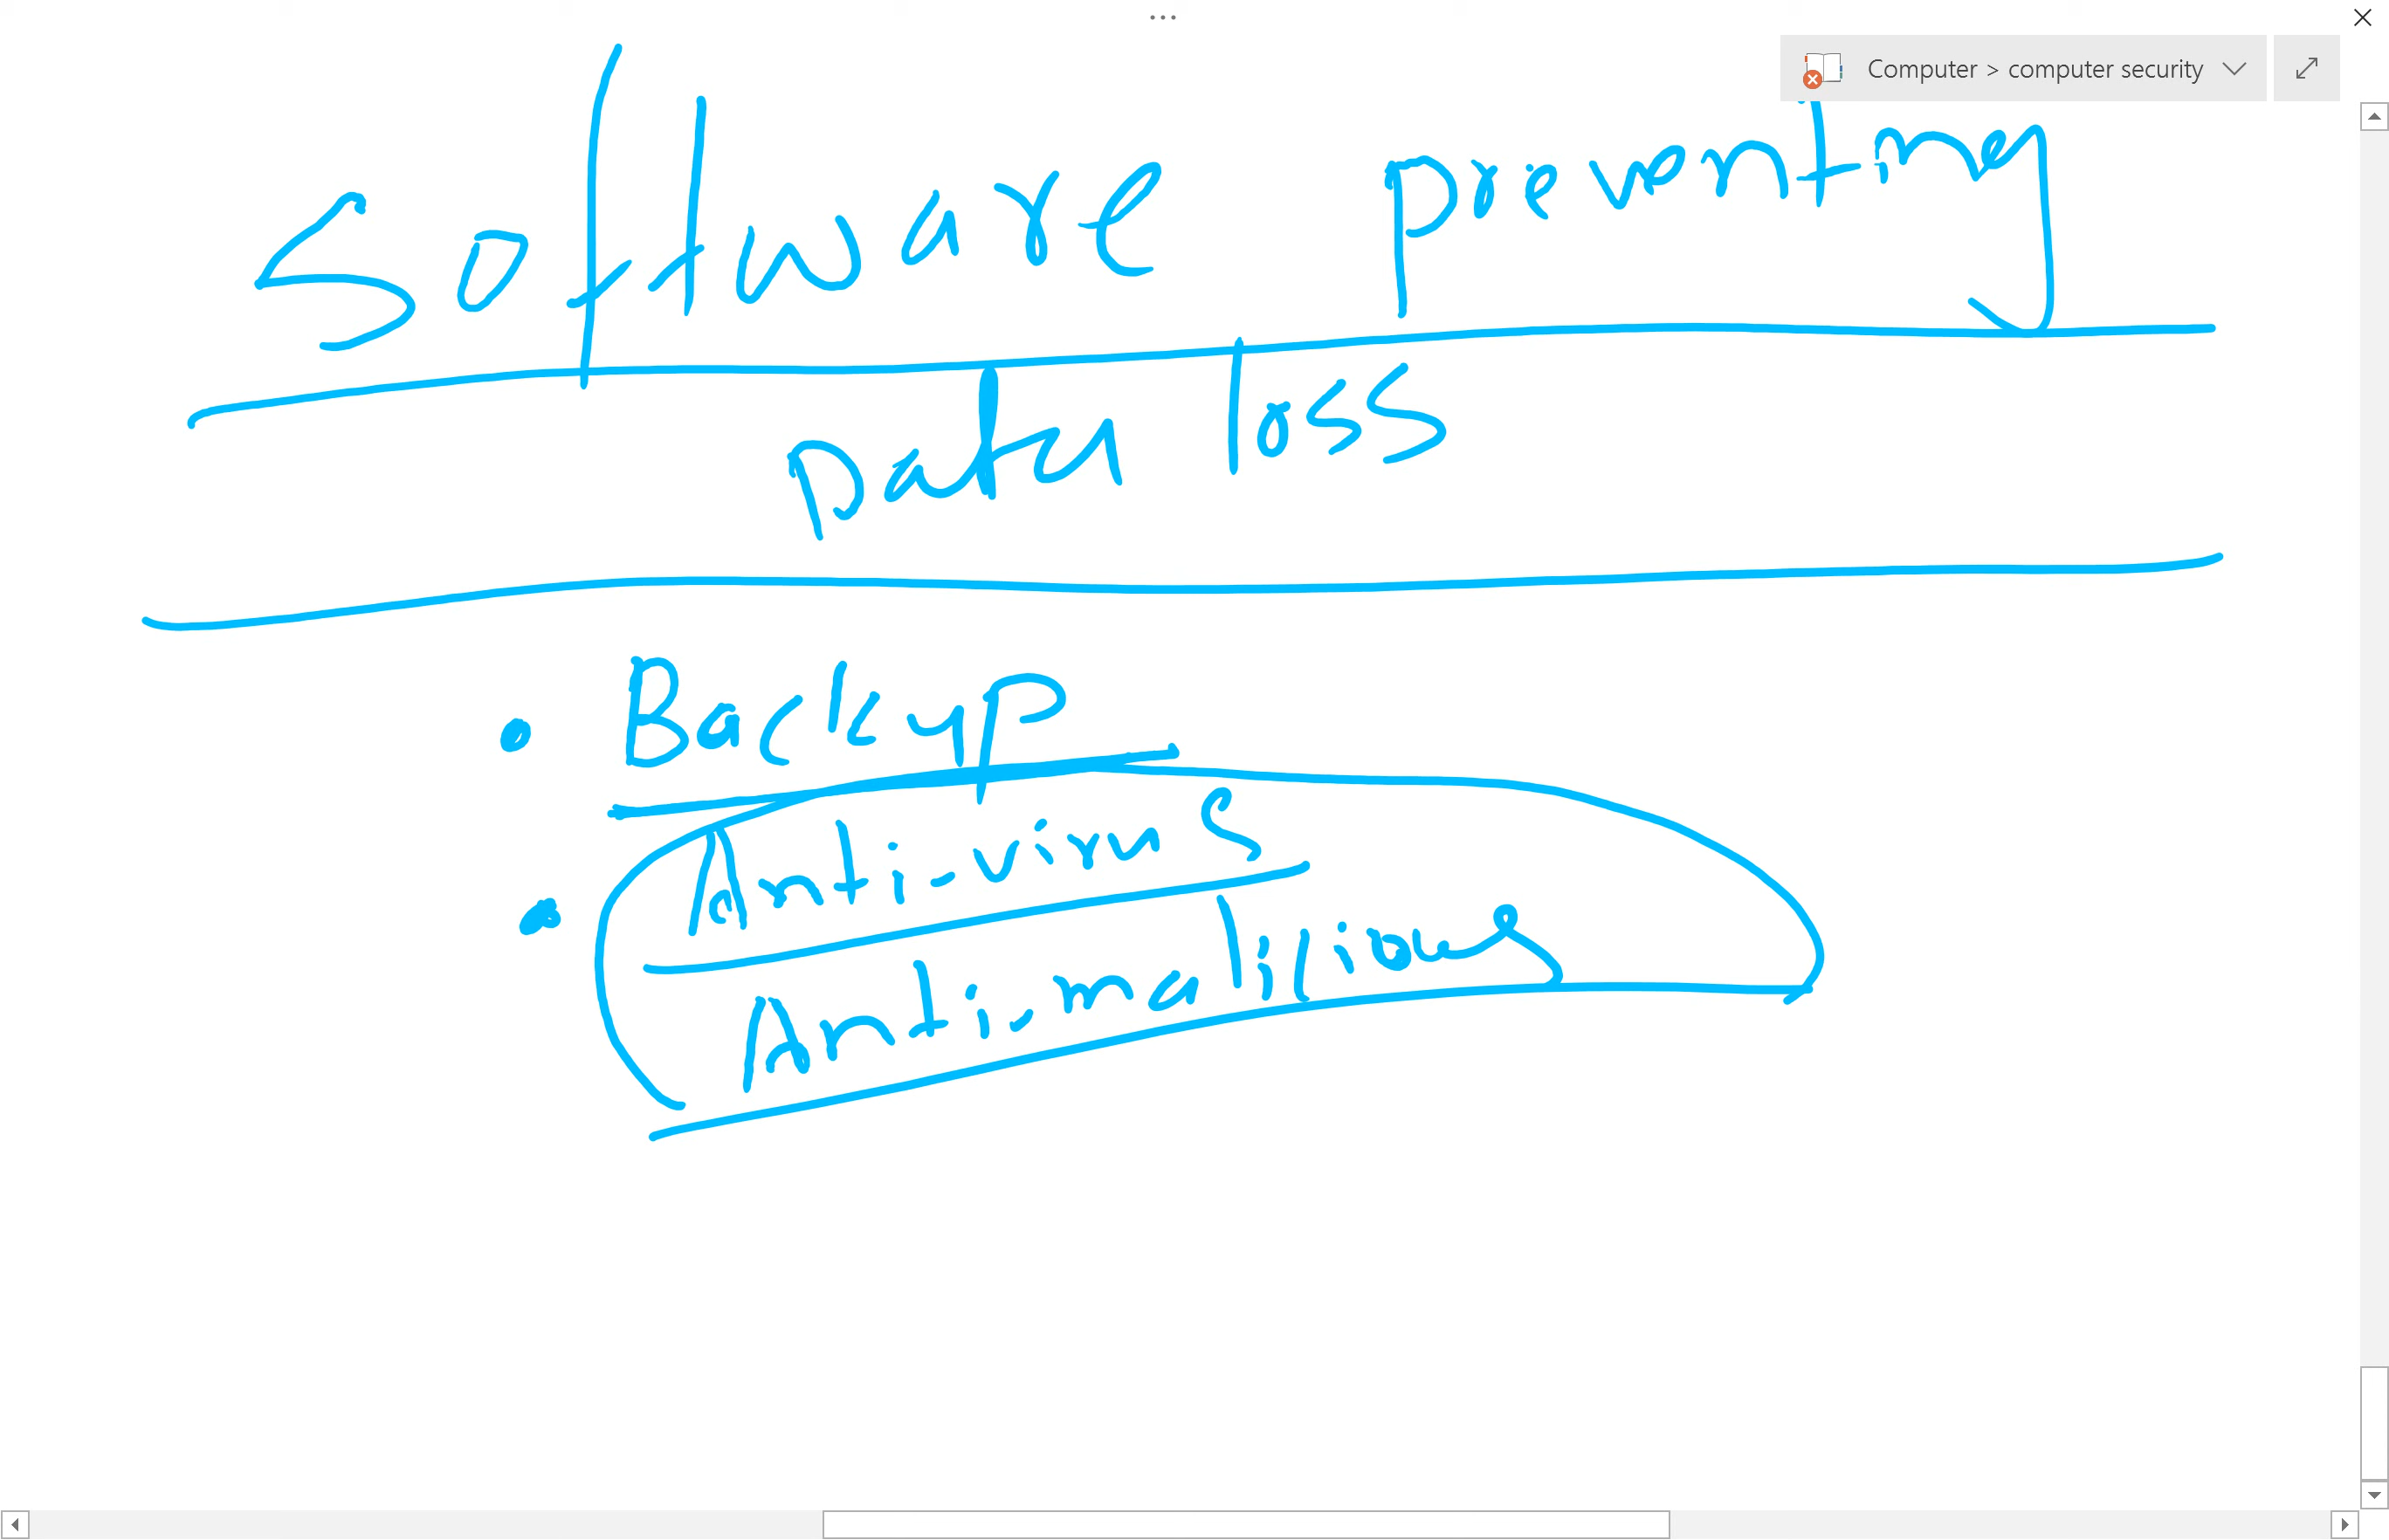 Computer > computer security
Software preventing
Data loss
• Backup
• Anti-virus
Anti-malilious